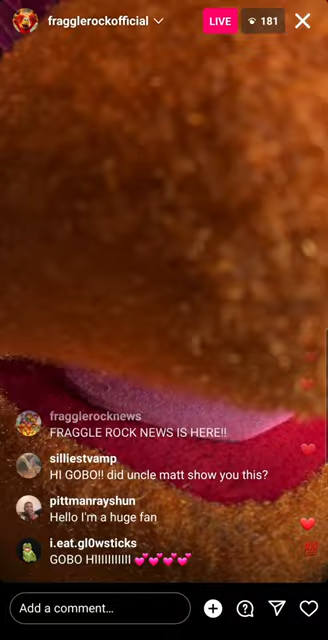 fragglerockofficial
LIVE
181
fragglerocknews
FRAGGLE ROCK NEWS IS HERE!!
silliestvamp
HI GOBO!! did uncle matt show you this?
pittmanrayshun
Hello I'm a huge fan
i.eat.gl0wsticks
GOBO HIIIIIIIIIII 💕💕💕💕
Add a comment…